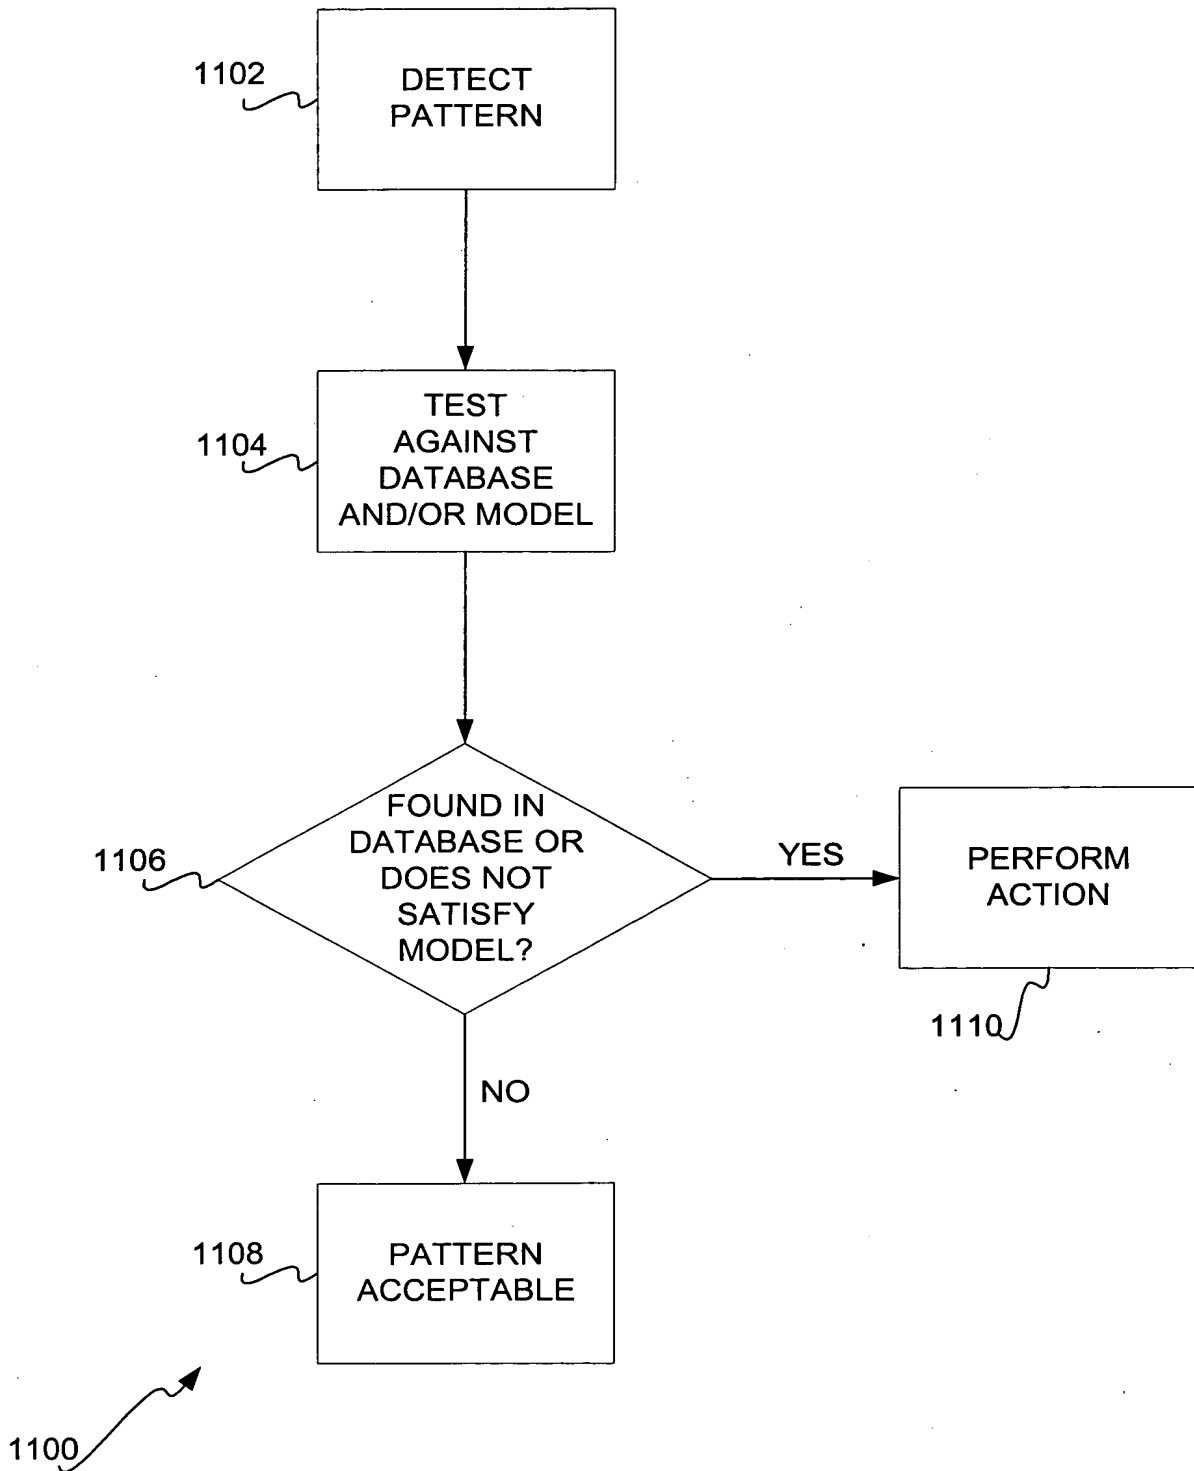 1102
DETECT
PATTERN
1104
TEST
AGAINST
DATABASE
AND/OR MODEL
1106
FOUND IN
DATABASE OR
DOES NOT
SATISFY
MODEL?
YES
PERFORM
ACTION
1110
NO
1108
PATTERN
ACCEPTABLE
1100